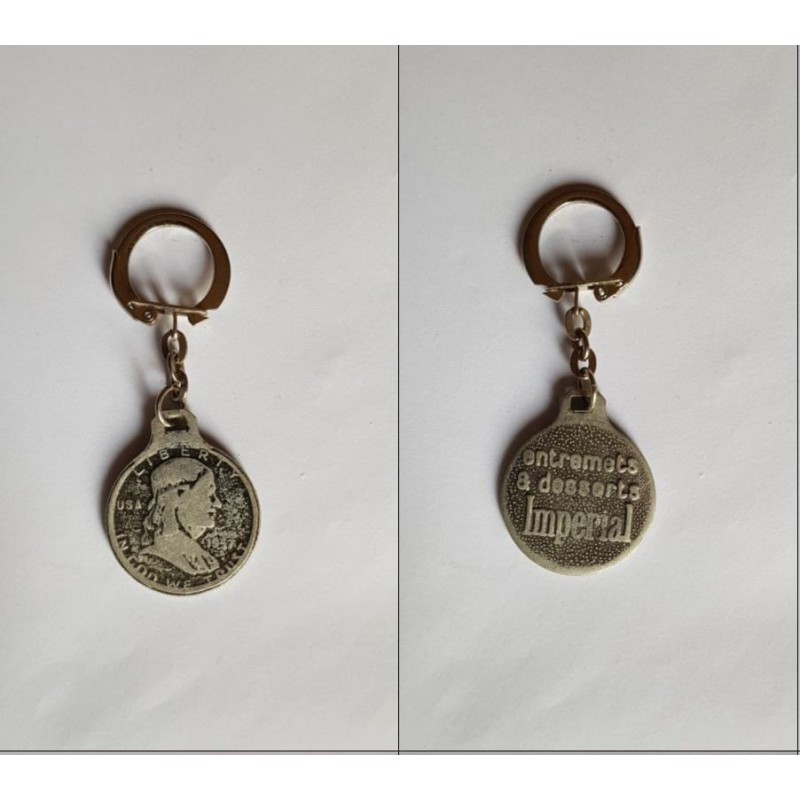 LIBERTY
USA
IN GOD WE TRUST
entremets
& desserts
Imperial